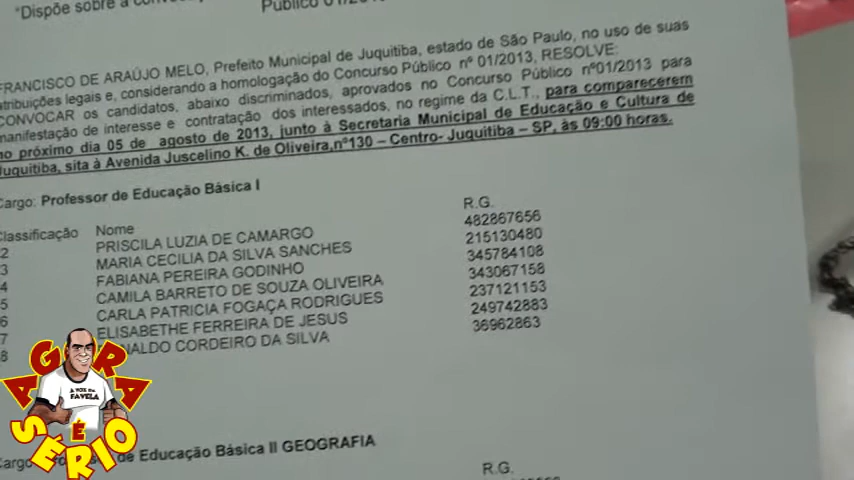 "Dispõe sobre a
Público 01/
FRANCISCO DE ARAÚJO MELO, Prefeito Municipal de Juquitiba, estado de São Paulo, no uso de suas
atribuições legais e, considerando a homologação do Concurso Público nº 01/2013, RESOLVE:
CONVOCAR os candidatos, abaixo discriminados, aprovados no Concurso Público nº01/2013 para
manifestação de interesse e contratação dos interessados, no regime da C.L.T., para comparecerem
no próximo dia 05 de agosto de 2013, junto à Secretaria Municipal de Educação e Cultura de
Juquitiba, sita à Avenida Juscelino K. de Oliveira,nº130 – Centro- Juquitiba – SP, às 09:00 horas.
Cargo: Professor de Educação Básica I
Classificação Nome R.G.
2 PRISCILA LUZIA DE CAMARGO 482867656
3 MARIA CECILIA DA SILVA SANCHES 215130480
4 FABIANA PEREIRA GODINHO 345784108
5 CAMILA BARRETO DE SOUZA OLIVEIRA 343067158
6 CARLA PATRICIA FOGAÇA RODRIGUES 237121153
7 ELISABETHE FERREIRA DE JESUS 249742883
8 NALDO CORDEIRO DA SILVA 36962863
Cargo de Educação Básica II GEOGRAFIA
R.G.
AGORA
A VOZ DA
FAVELA
É
SÉRIO